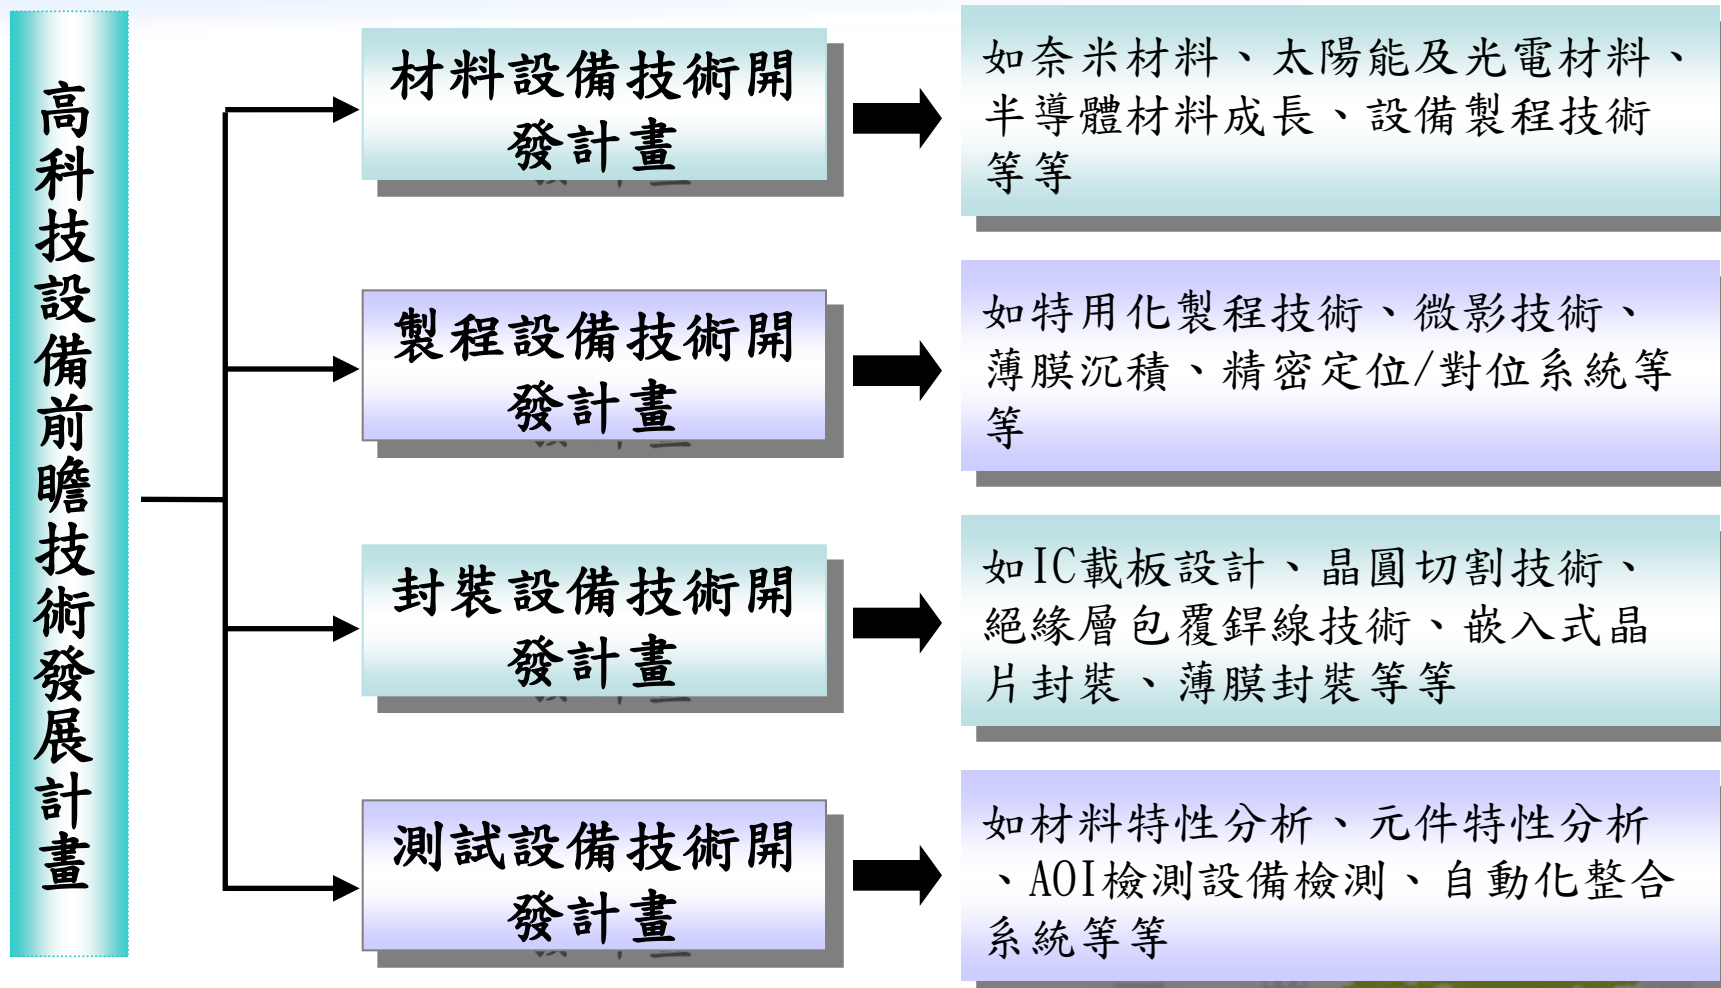 高科技設備前瞻技術發展計畫
材料設備技術開
發計畫
如奈米材料、太陽能及光電材料、
半導體材料成長、設備製程技術
等等
製程設備技術開
發計畫
如特用化製程技術、微影技術、
薄膜沉積、精密定位/對位系統等
等
封裝設備技術開
發計畫
如IC載板設計、晶圓切割技術、
絕緣層包覆銲線技術、嵌入式晶
片封裝、薄膜封裝等等
測試設備技術開
發計畫
如材料特性分析、元件特性分析
、AOI檢測設備檢測、自動化整合
系統等等